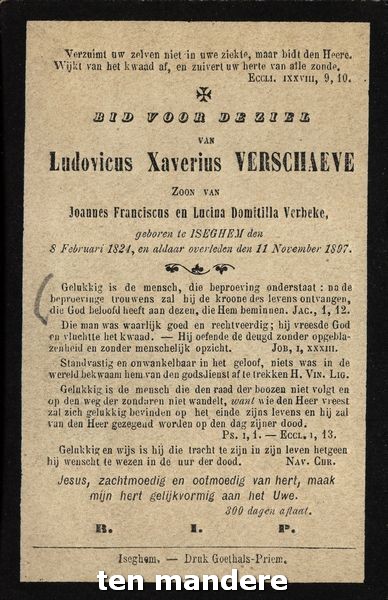 Verzuimt uw zelven niet in uwe ziekte, maar bidt den Heere.
Wijkt van het kwaad af, en zuivert uw herte van alle zonde.
ECCLI. IXXVIII, 9, 10.
BID VOOR DE ZIEL
VAN
Ludovicus Xaverius VERSCHAEVE
ZOON VAN
Joannes Franciscus en Lucina Domitilla Verbeke,
geboren te ISEGHEM den
8 Februari 1821, en aldaar overleden den 11 November 1897.
Gelukkig is de mensch, die beproeving onderstaat: na de
beproevinge trouwens zal hij de kroone des levens ontvangen,
die God beloofd heeft aan dezen, die Hem beminnen. JAC., 1, 12.
Die man was waarlijk goed en rechtveerdig; hij vreesde God
en vluchtte het kwaad. — Hij oefende de deugd zonder opgebla-
zenheid en zonder menschelijk opzicht. JOB, I, XXXIII.
Standvastig en onwankelbaar in het geloof, niets was in de
wereld bekwaam hem van den godsdienst af te trekken H. VIN. LIG.
Gelukkig is de mensch die den raad der boozen niet volgt en
op den weg der zondaren niet wandelt, want wie den Heer vreest
zal zich gelukkig bevinden op het einde zijns levens en hij zal
van den Heer gezegend worden op den dag zijner dood.
PS. 1, 1. — ECCL. 1, 13.
Gelukkig en wijs is hij die tracht te zijn in zijn leven hetgeen
hij wenscht te wezen in de uur der dood. NAV. CHR.
Jesus, zachtmoedig en ootmoedig van hert, maak
mijn hert gelijkvormig aan het Uwe.
300 dagen aflaat.
R. I. P.
Iseghem. — Druk Goethals-Priem.
ten mandere